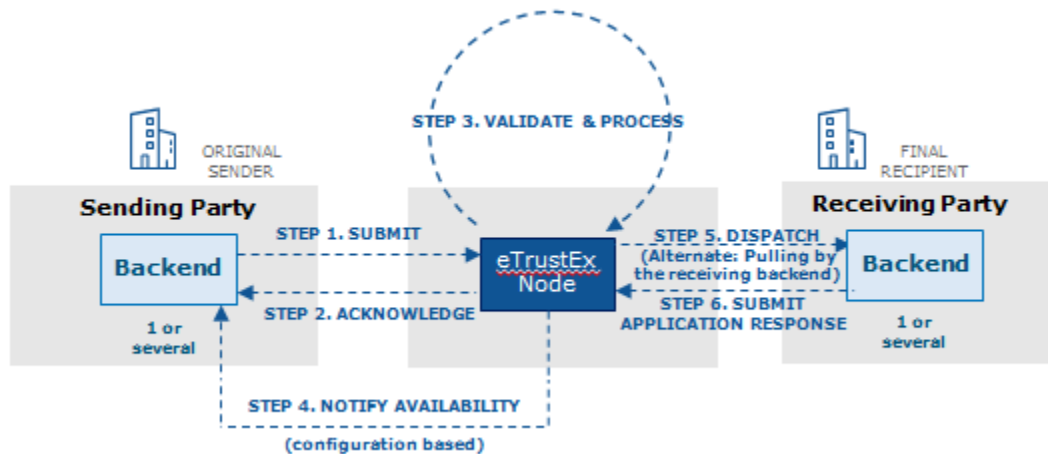 STEP 3. VALIDATE & PROCESS
ORIGINAL
SENDER
FINAL
RECIPIENT
Sending Party
Receiving Party
STEP 1. SUBMIT
STEP 5. DISPATCH
(Alternate: Pulling by
the receiving backend)
Backend
eTrustEx
Node
Backend
STEP 2. ACKNOWLEDGE
STEP 6. SUBMIT
APPLICATION RESPONSE
1 or
several
1 or
several
STEP 4. NOTIFY AVAILABILITY
(configuration based)